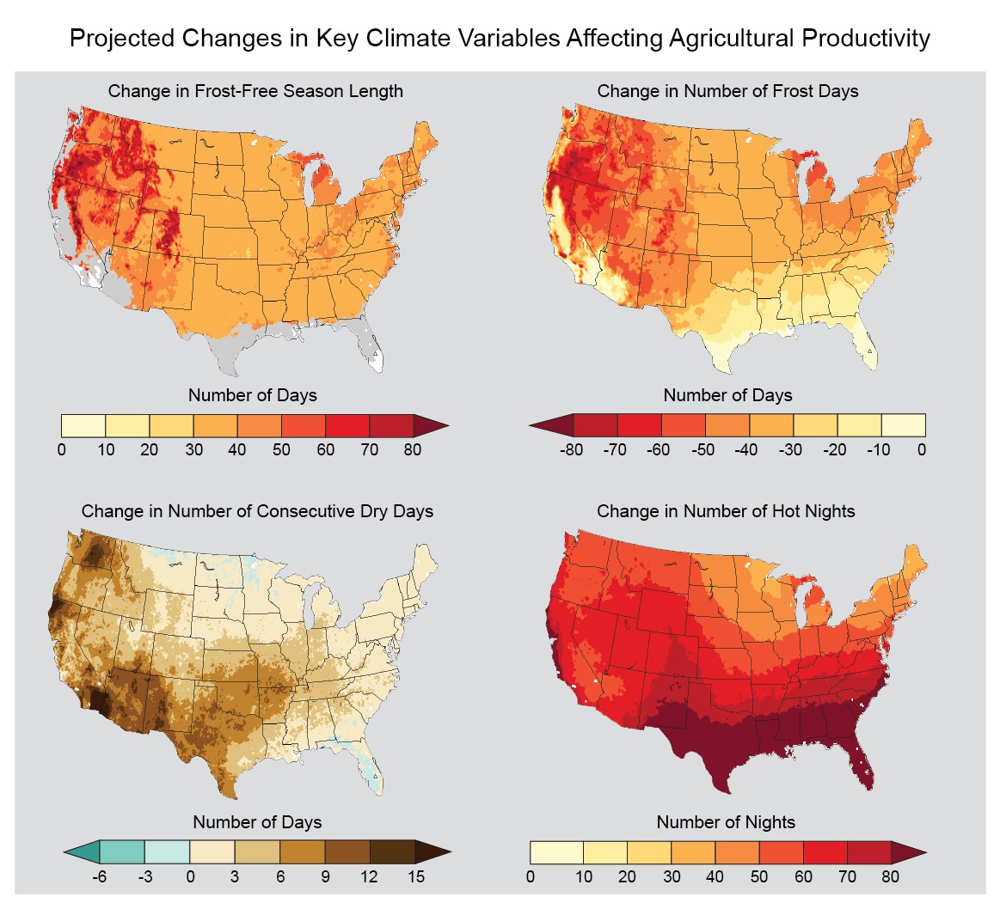 Projected Changes in Key Climate Variables Affecting Agricultural Productivity
Change in Frost-Free Season Length
Number of Days
0 10 20 30 40 50 60 70 80
Change in Number of Frost Days
Number of Days
-80 -70 -60 -50 -40 -30 -20 -10 0
Change in Number of Consecutive Dry Days
Number of Days
-6 -3 0 3 6 9 12 15
Change in Number of Hot Nights
Number of Nights
0 10 20 30 40 50 60 70 80